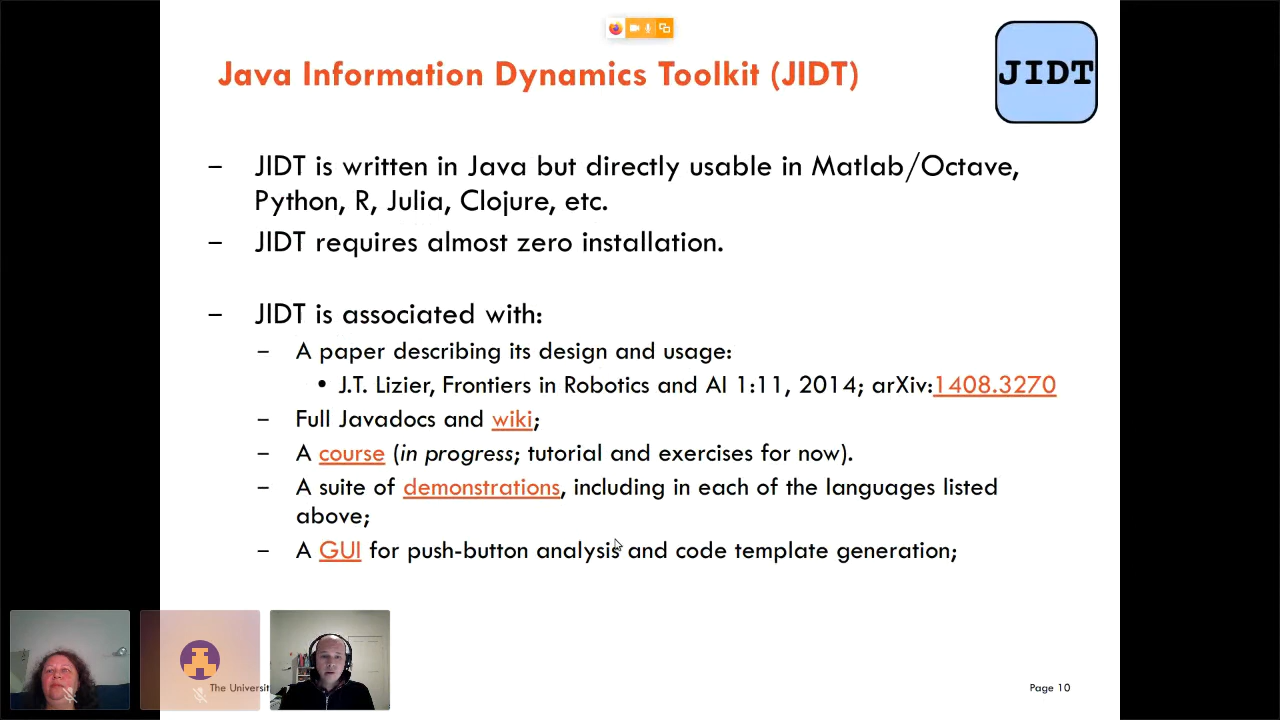 Java Information Dynamics Toolkit (JIDT)
JIDT
– JIDT is written in Java but directly usable in Matlab/Octave,
Python, R, Julia, Clojure, etc.
– JIDT requires almost zero installation.
– JIDT is associated with:
– A paper describing its design and usage:
• J.T. Lizier, Frontiers in Robotics and AI 1:11, 2014; arXiv:1408.3270
– Full Javadocs and wiki;
– A course (in progress; tutorial and exercises for now).
– A suite of demonstrations, including in each of the languages listed
above;
– A GUI for push-button analysis and code template generation;
The
Page 10